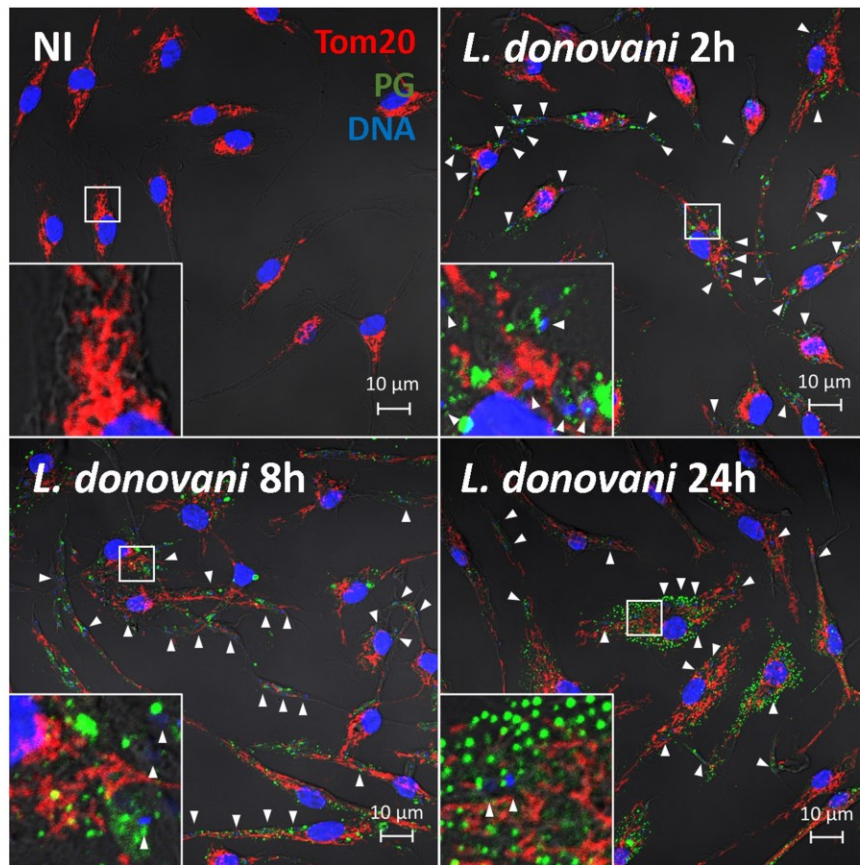 NI
Tom20
PG
DNA
10 µm
L. donovani 2h
10 µm
L. donovani 8h
10 µm
L. donovani 24h
10 µm